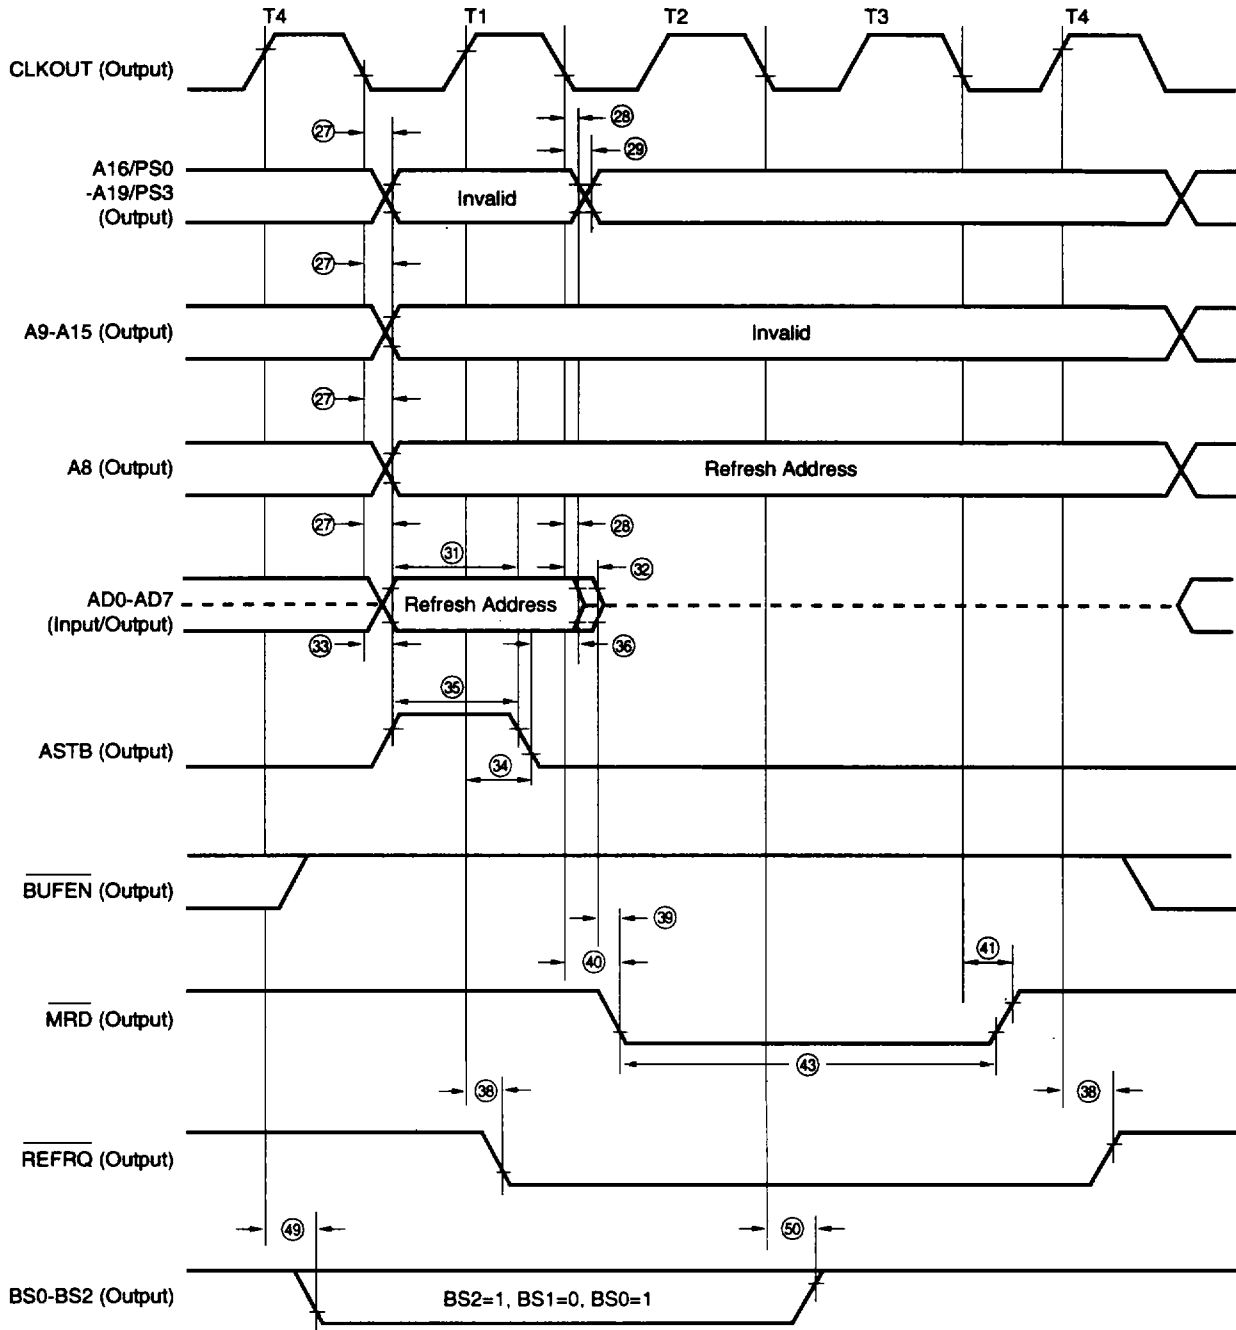 T4 T1 T2 T3 T4
CLKOUT (Output)
28
27 29
A16/PS0
-A19/PS3
(Output)
Invalid
27
A9-A15 (Output) Invalid
27
A8 (Output) Refresh Address
27 28
31 32
AD0-AD7
(Input/Output)
Refresh Address
33 36
35
ASTB (Output)
34
BUFEN (Output)
39
40 41
MRD (Output)
43
38 38
REFRQ (Output)
49 50
BS0-BS2 (Output) BS2=1, BS1=0, BS0=1